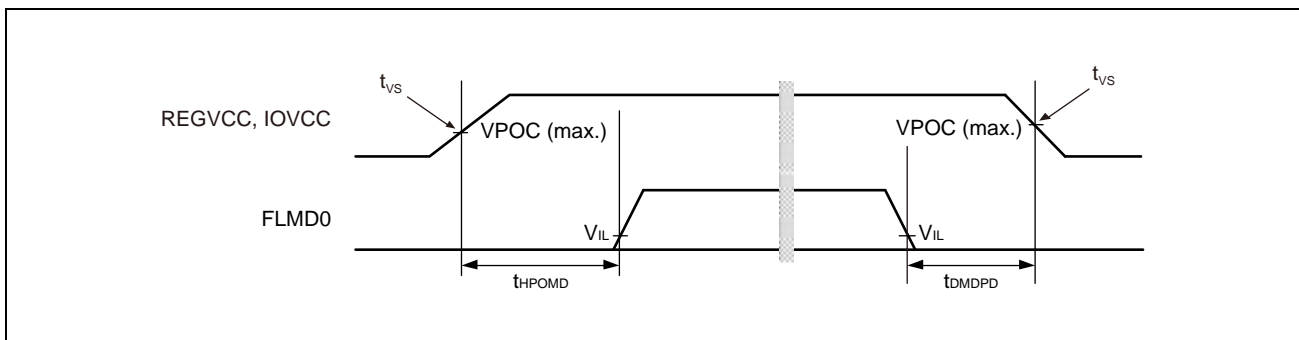 tVS
tVS
REGVCC, IOVCC
VPOC (max.)
VPOC (max.)
FLMD0
VIL
VIL
tHPOMD
tDMDPD